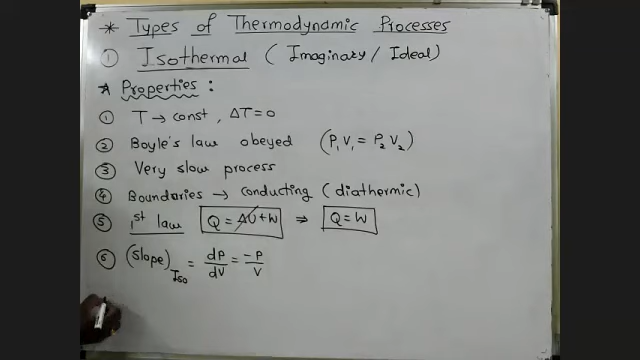 * Types of Thermodynamic Processes
① Isothermal (Imaginary / Ideal)
* Properties :
① T → const, ΔT = 0
② Boyle's law obeyed (P₁V₁ = P₂V₂)
③ Very slow process
④ Boundaries → conducting (diathermic)
⑤ 1st law Q = ΔU + W ⇒ Q = W
⑥ (Slope)Iso = dP/dV = -P/V